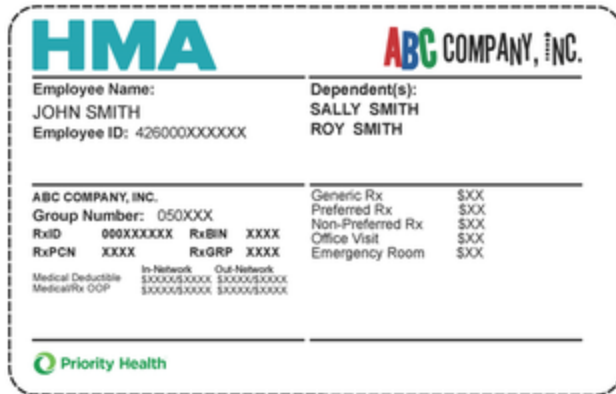 HMA
ABC COMPANY, INC.
Employee Name:
JOHN SMITH
Employee ID: 426000XXXXXX
Dependent(s):
SALLY SMITH
ROY SMITH
ABC COMPANY, INC.
Group Number: 050XXX
RxID 000XXXXXX RxBIN XXXX
RxPCN XXXX RxGRP XXXX
In-Network Out-Network
Medical Deductible $XXXX/$XXXX $XXXX/$XXXX
Medical/Rx OOP $XXXX/$XXXX $XXXX/$XXXX
Generic Rx $XX
Preferred Rx $XX
Non-Preferred Rx $XX
Office Visit $XX
Emergency Room $XX
Priority Health